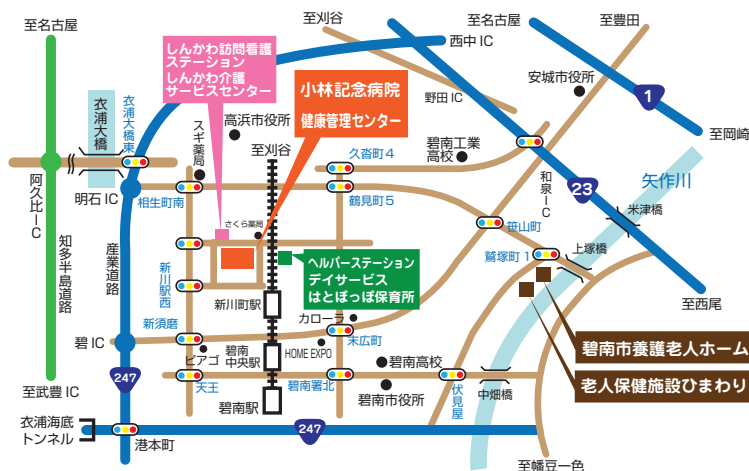 至名古屋
しんかわ訪問看護
ステーション
しんかわ介護
サービスセンター
至刈谷
西中IC
至名古屋
至豊田
安城市役所
1
至岡崎
衣浦大橋
衣浦大橋東
スギ薬局
高浜市役所
小林記念病院
健康管理センター
野田IC
至刈谷
久沓町4
碧南工業
高校
和泉IC
23
矢作川
米津橋
阿久比IC
明石IC
相生町南
鶴見町5
さくら薬局
笹山町
上塚橋
鷲塚町1
知多半島道路
産業道路
新川駅西
ヘルパーステーション
デイサービス
はとぽっぽ保育所
新川町駅
至西尾
新須磨
カローラ
碧IC
ピアゴ
碧南
中央駅
HOME EXPO
末広町
碧南市養護老人ホーム
247
至武豊IC
天王
碧南署北
碧南高校
碧南市役所
伏見屋
中畑橋
老人保健施設ひまわり
碧南駅
衣浦海底
トンネル
港本町
247
至幡豆一色